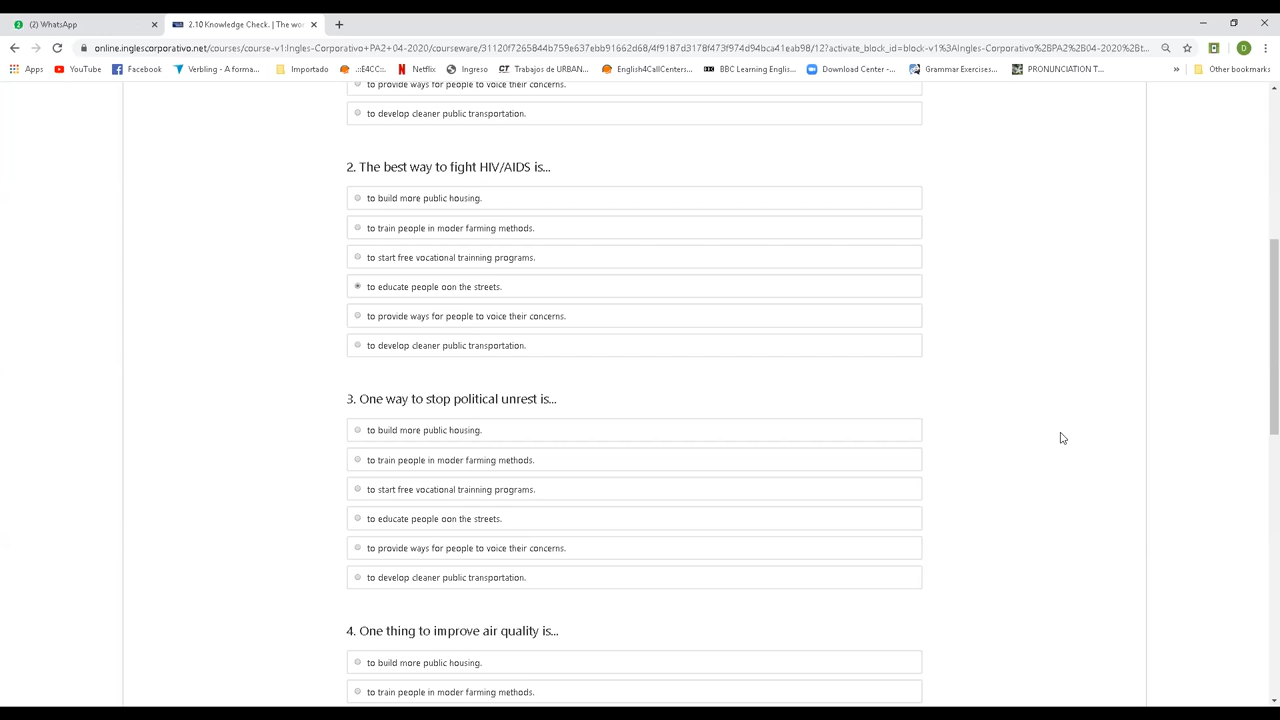 (2) WhatsApp
2.10 Knowledge Check. | The wor
online.inglescorporativo.net/courses/course-v1:Ingles-Corporativo+PA2+04-2020/courseware/31120f7265844b759e637ebb91662d68/4f9187d3178f473f974d94bca41eab98/12?activate_block_id=block-v1%3AIngles-Corporativo%2BPA2%2B04-2020%2Bt...
Apps YouTube Facebook Verbling - A forma... Importado .::E4CC::. Netflix Ingreso Trabajos de URBAN... English4CallCenters... BBC Learning Englis... Download Center -... Grammar Exercises... PRONUNCIATION T... » Other bookmarks
to provide ways for people to voice their concerns.
to develop cleaner public transportation.
2. The best way to fight HIV/AIDS is...
to build more public housing.
to train people in moder farming methods.
to start free vocational trainning programs.
to educate people oon the streets.
to provide ways for people to voice their concerns.
to develop cleaner public transportation.
3. One way to stop political unrest is...
to build more public housing.
to train people in moder farming methods.
to start free vocational trainning programs.
to educate people oon the streets.
to provide ways for people to voice their concerns.
to develop cleaner public transportation.
4. One thing to improve air quality is...
to build more public housing.
to train people in moder farming methods.